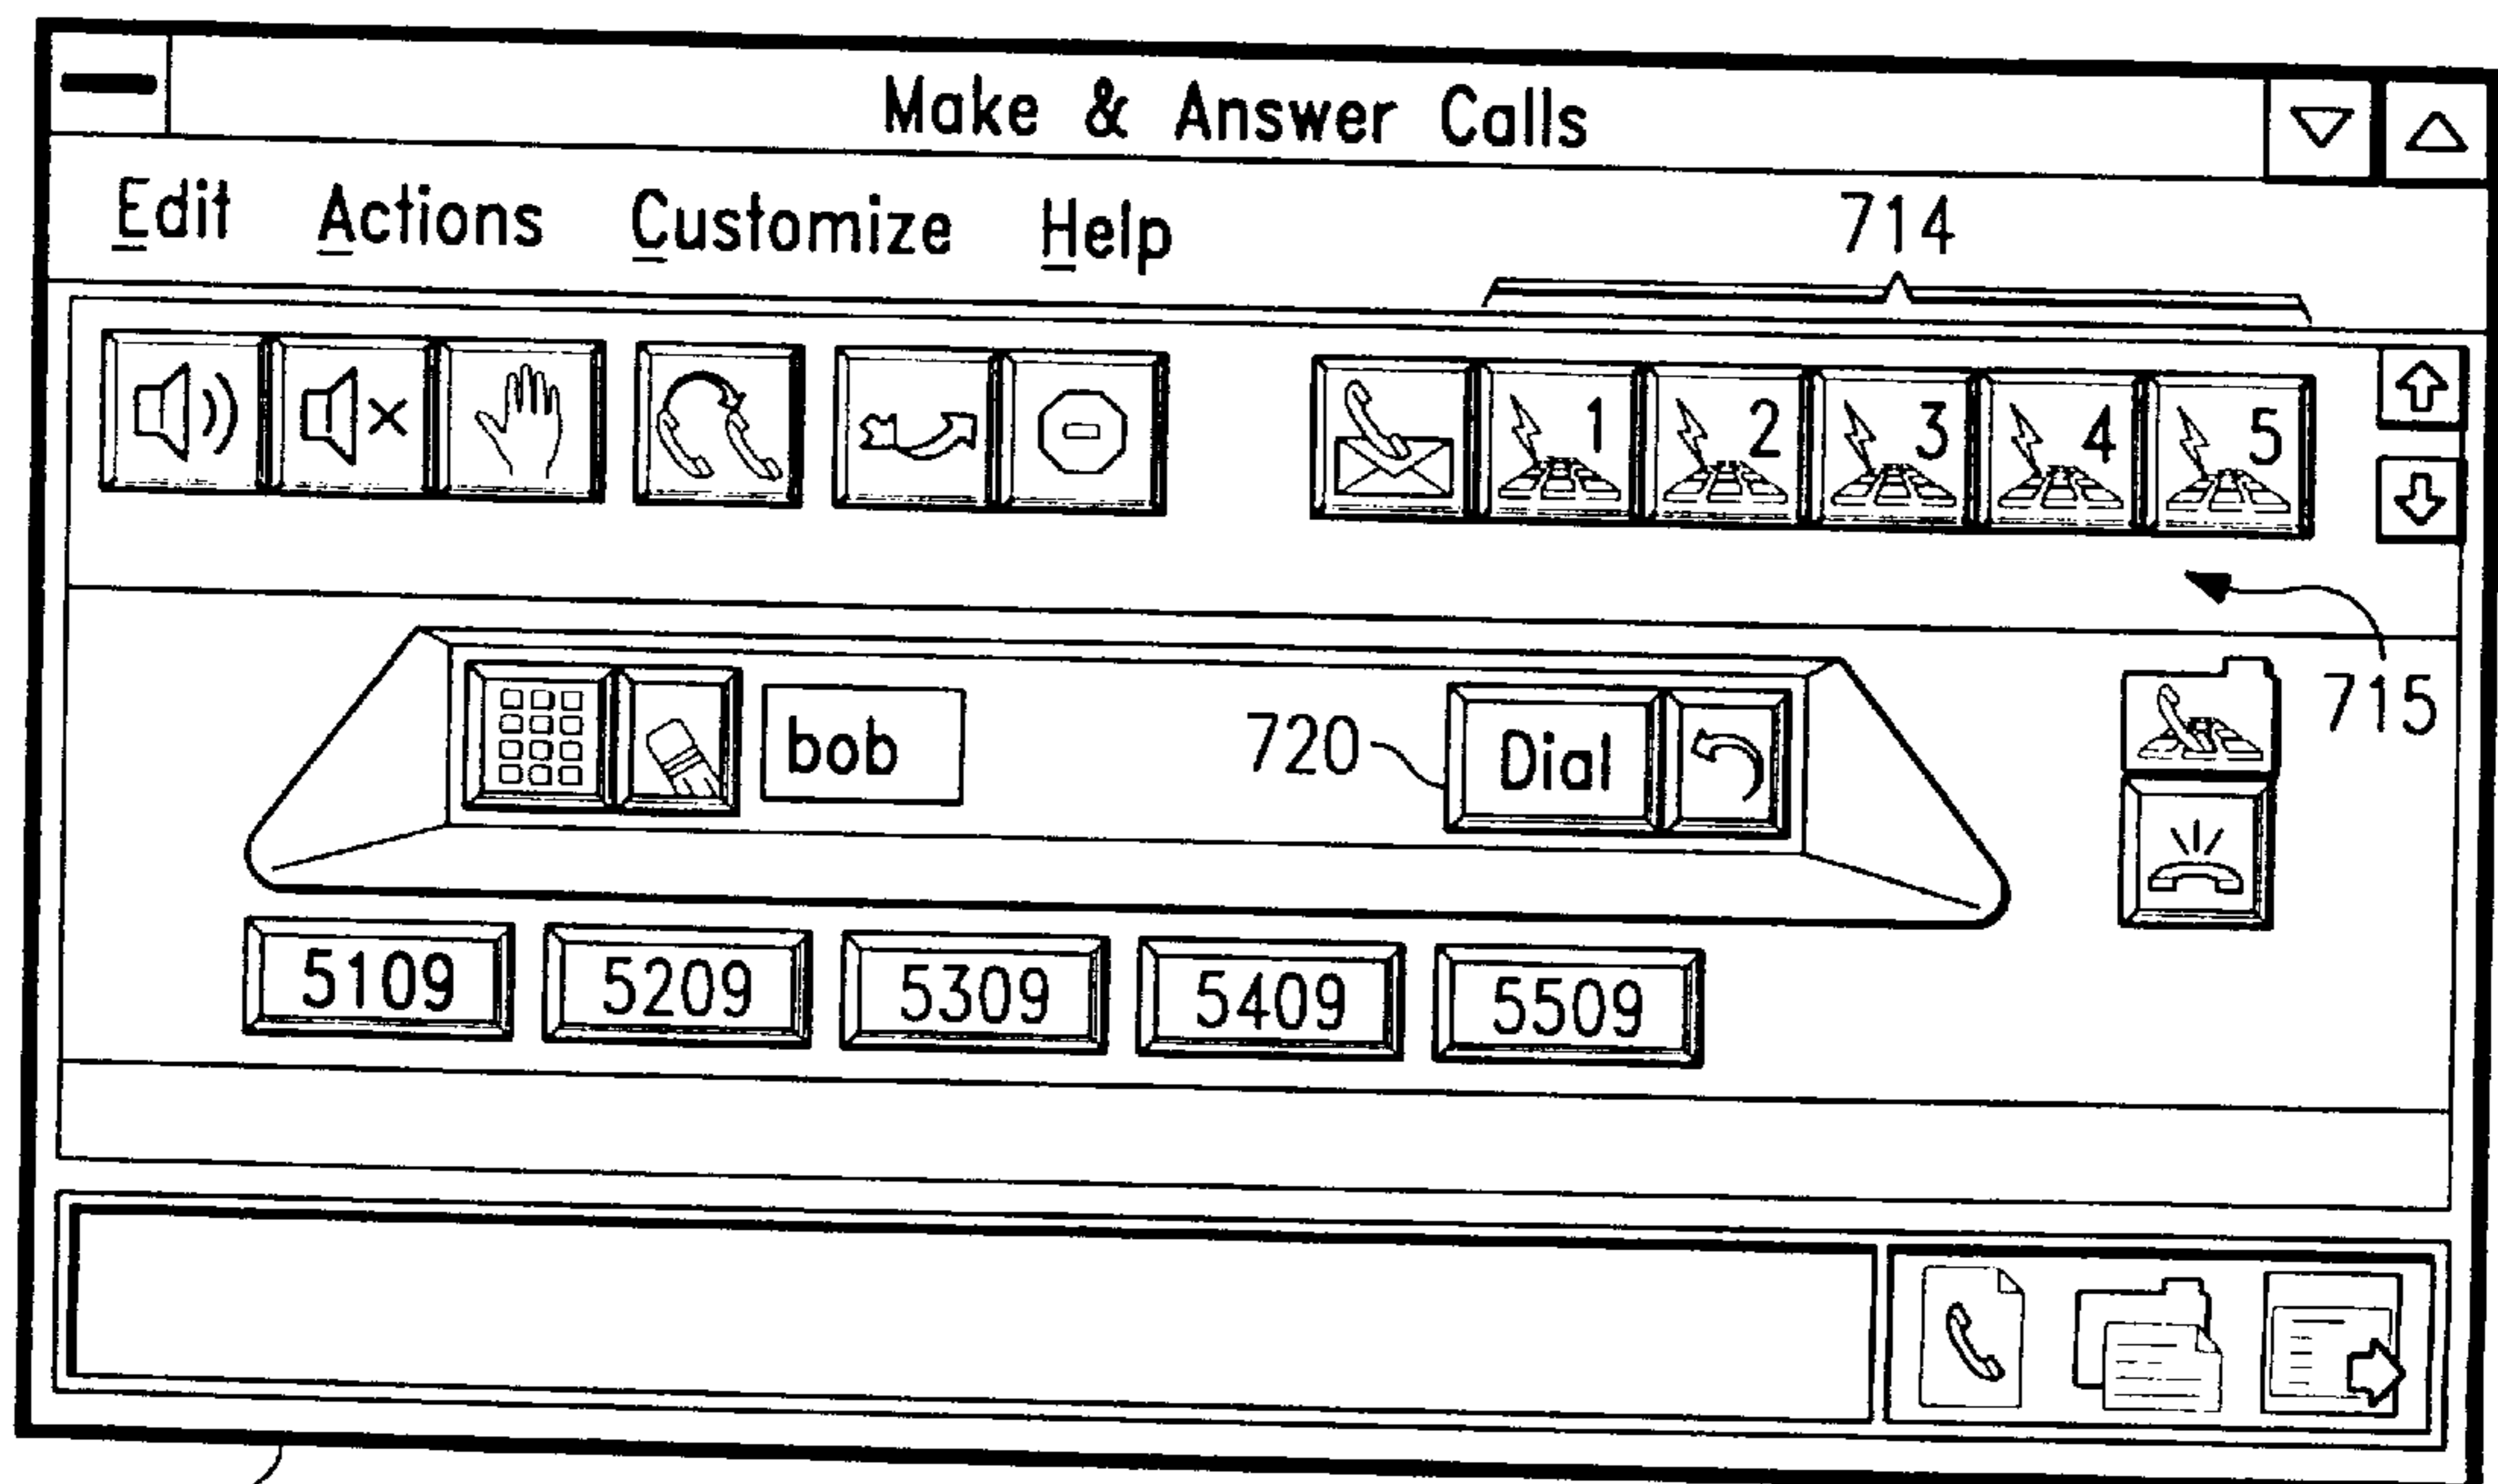 Make & Answer Calls
Edit Actions Customize Help
714
1 2 3 4 5
bob
720
Dial
715
5109 5209 5309 5409 5509